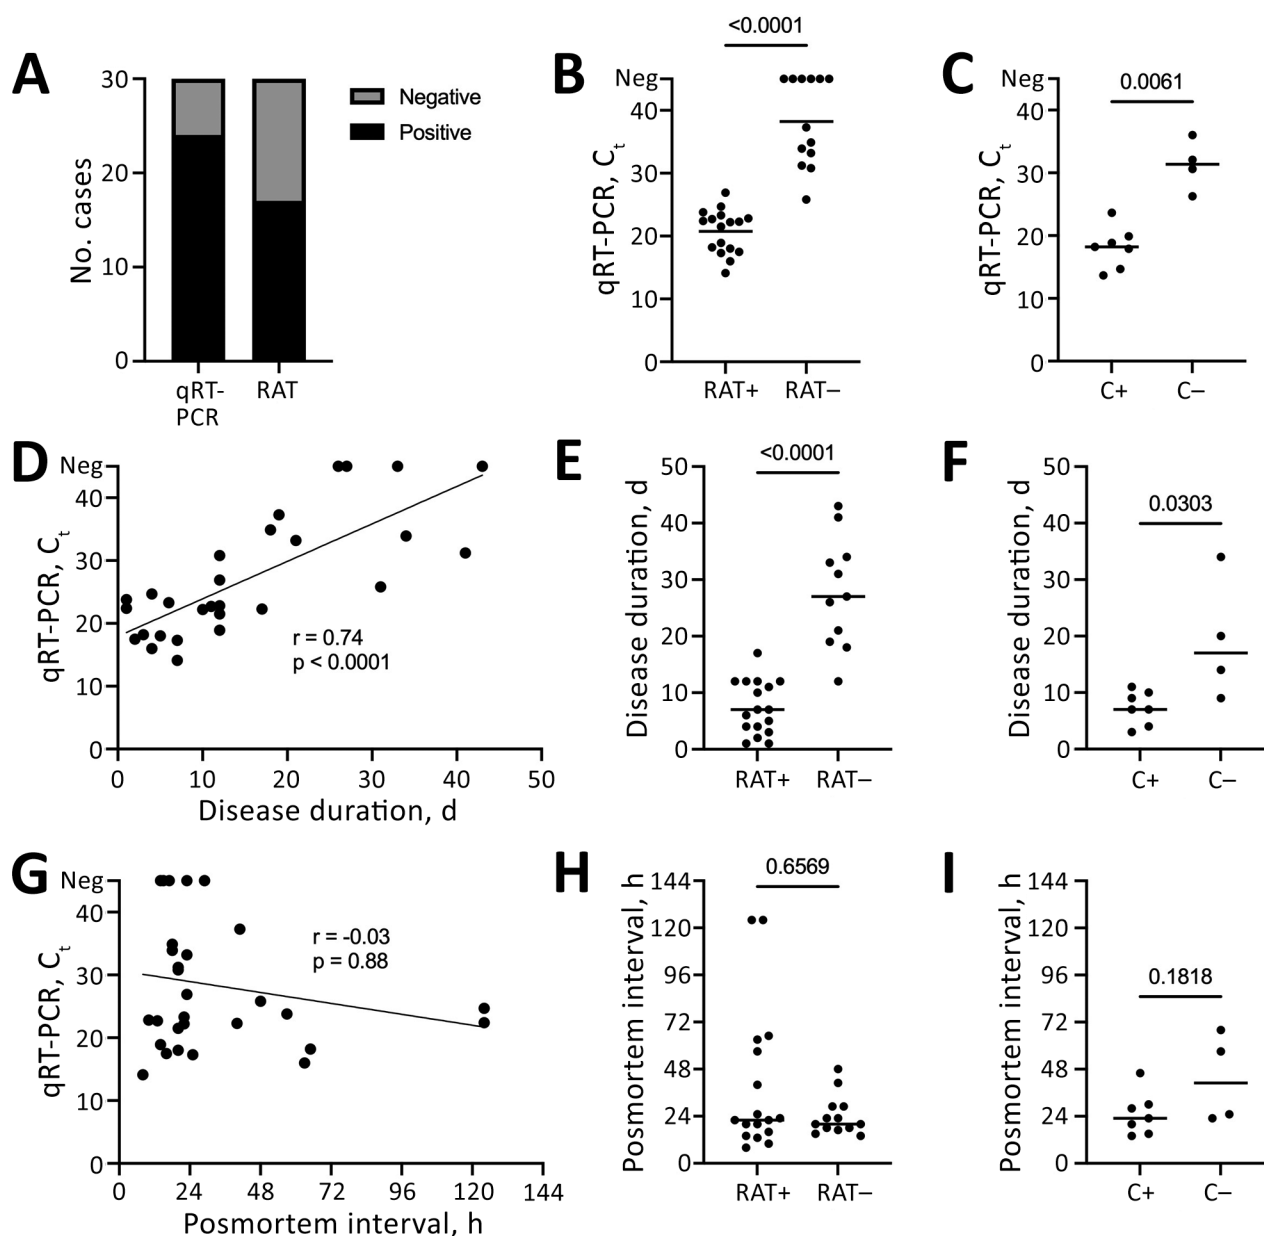 A
No. cases
30
20
10
0
qRT-
PCR
RAT
Negative
Positive
B
<0.0001
qRT-PCR, Ct
Neg
40
30
20
10
0
RAT+
RAT–
C
0.0061
qRT-PCR, Ct
Neg
40
30
20
10
0
C+
C–
D
qRT-PCR, Ct
Neg
40
30
20
10
0
r = 0.74
p < 0.0001
0
10
20
30
40
50
Disease duration, d
E
<0.0001
Disease duration, d
50
40
30
20
10
0
RAT+
RAT–
F
0.0303
Disease duration, d
50
40
30
20
10
0
C+
C–
G
qRT-PCR, Ct
Neg
40
30
20
10
0
r = -0.03
p = 0.88
0
24
48
72
96
120
144
Posmortem interval, h
H
0.6569
Posmortem interval, h
144
120
96
72
48
24
0
RAT+
RAT–
I
0.1818
Posmortem interval, h
144
120
96
72
48
24
0
C+
C–